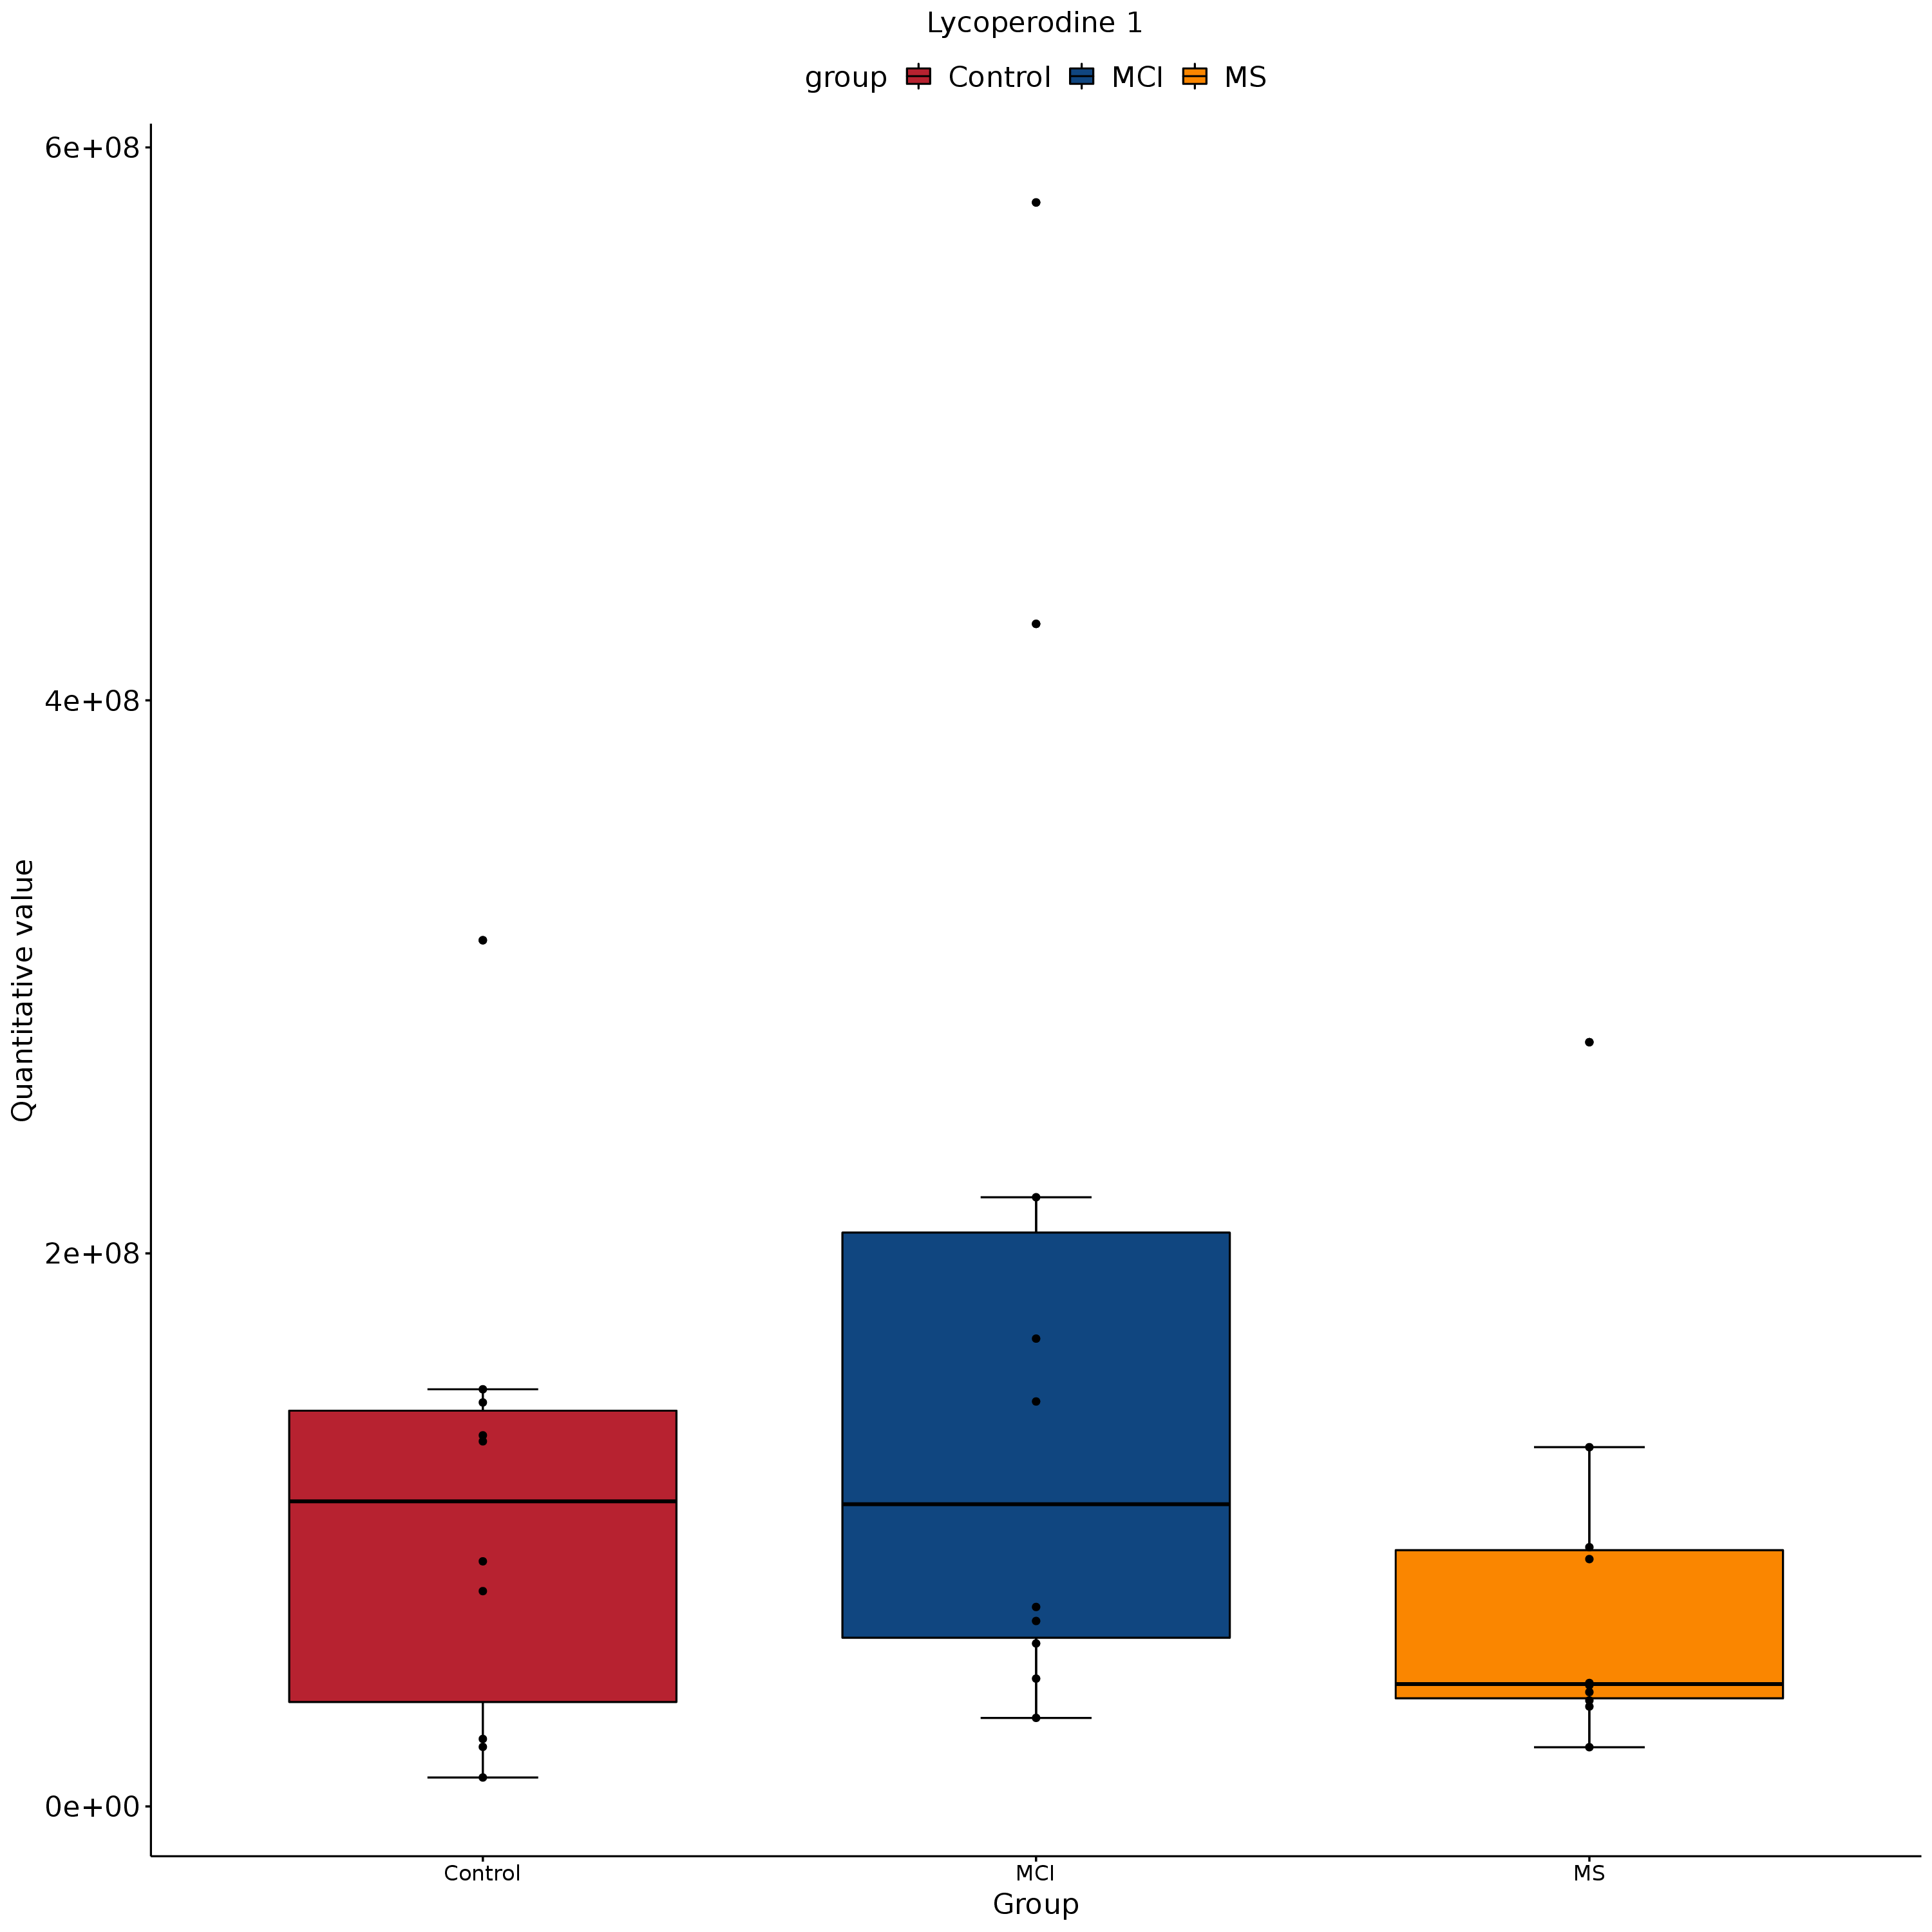 Lycoperodine 1
group Control MCI MS
6e+08
4e+08
2e+08
0e+00
Quantitative value
Control MCI MS
Group